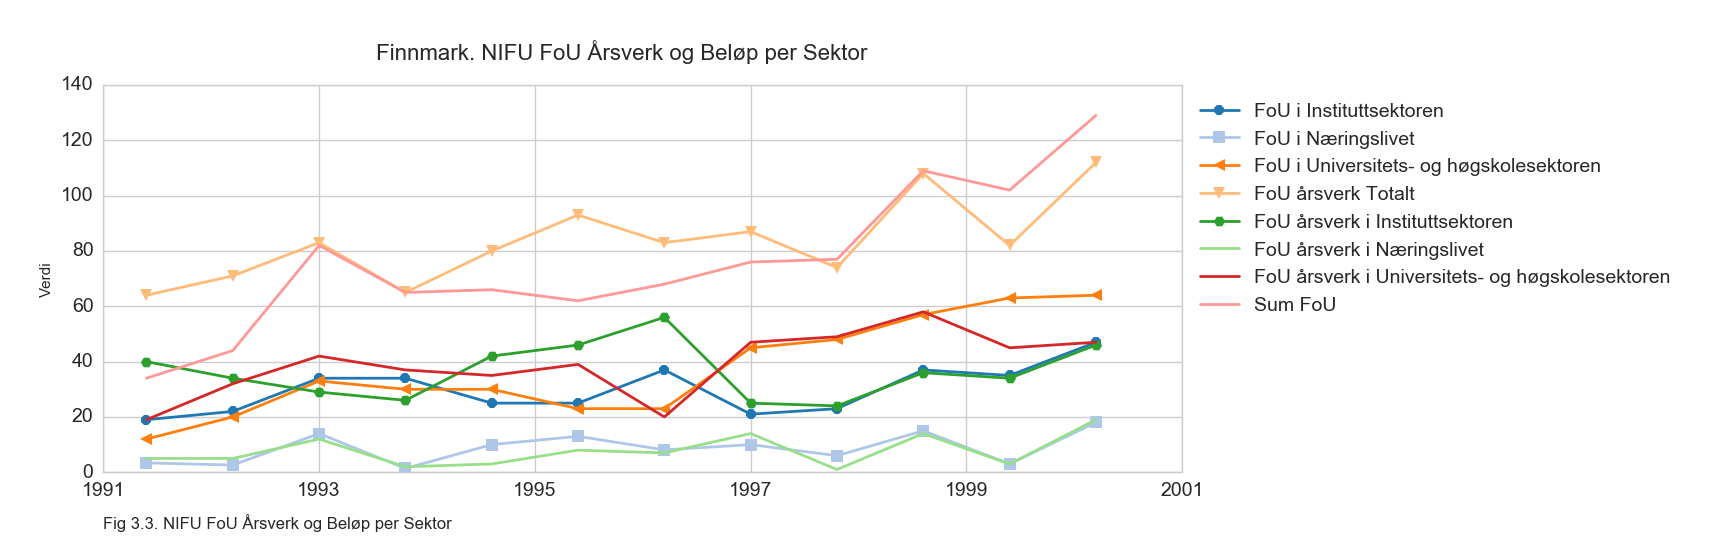 Finnmark. NIFU FoU Årsverk og Beløp per Sektor
140
120
100
80
60
40
20
0
Verdi
1991
1993
1995
1997
1999
2001
FoU i Instituttsektoren
FoU i Næringslivet
FoU i Universitets- og høgskolesektoren
FoU årsverk Totalt
FoU årsverk i Instituttsektoren
FoU årsverk i Næringslivet
FoU årsverk i Universitets- og høgskolesektoren
Sum FoU
Fig 3.3. NIFU FoU Årsverk og Beløp per Sektor